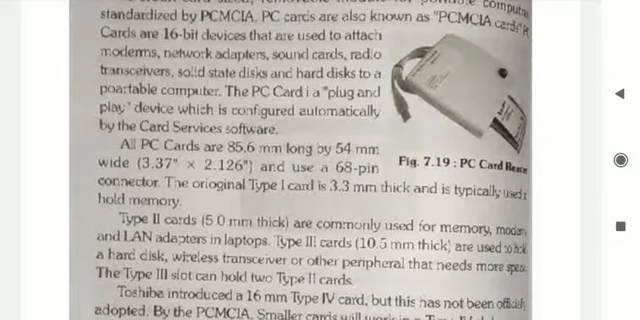 standardized by PCMCIA. PC cards are also known as "PCMCIA cards"
Cards are 16-bit devices that are used to attach
modems, network adapters, sound cards, radio
transceivers, solid state disks and hard disks to a
poartable computer. The PC Card i a "plug and
play" device which is configured automatically
by the Card Services software.
All PC Cards are 85.6 mm long by 54 mm
wide (3.37" × 2.126") and use a 68-pin
Fig. 7.19 : PC Card
connector. The orioginal Type I card is 3.3 mm thick and is typically used
hold memory.
Type II cards (5.0 mm thick) are commonly used for memory,
and LAN adapters in laptops. Type III cards (10.5 mm thick) are used to
a hard disk, wireless transceiver or other peripheral that needs more
The Type III slot can hold two Type II cards.
Toshiba introduced a 16 mm Type IV card, but this has not been
adopted. By the PCMCIA. Smaller cards will work in a